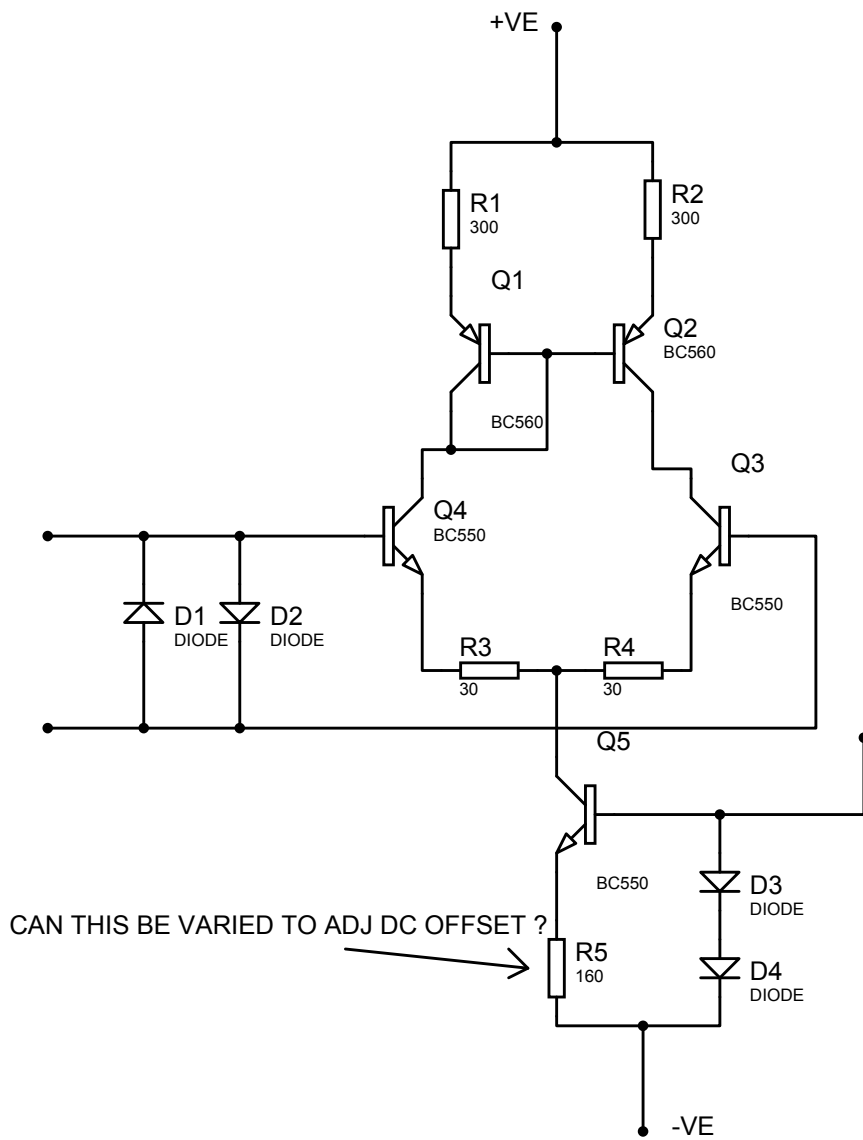 +VE
R1
300
R2
300
Q1
Q2
BC560
BC560
Q3
Q4
BC550
D1
DIODE
D2
DIODE
BC550
R3
30
R4
30
Q5
BC550
D3
DIODE
CAN THIS BE VARIED TO ADJ DC OFFSET ?
R5
160
D4
DIODE
-VE